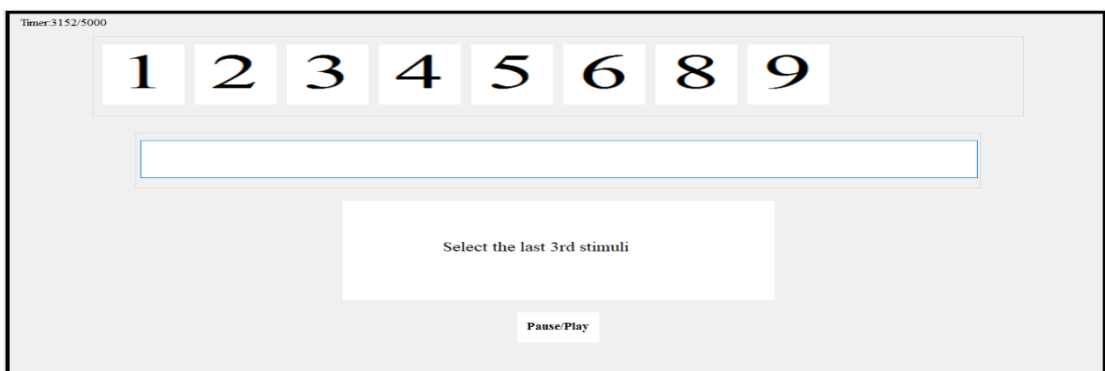 Timer:3152/5000
1 2 3 4 5 6 8 9
Select the last 3rd stimuli
Pause/Play